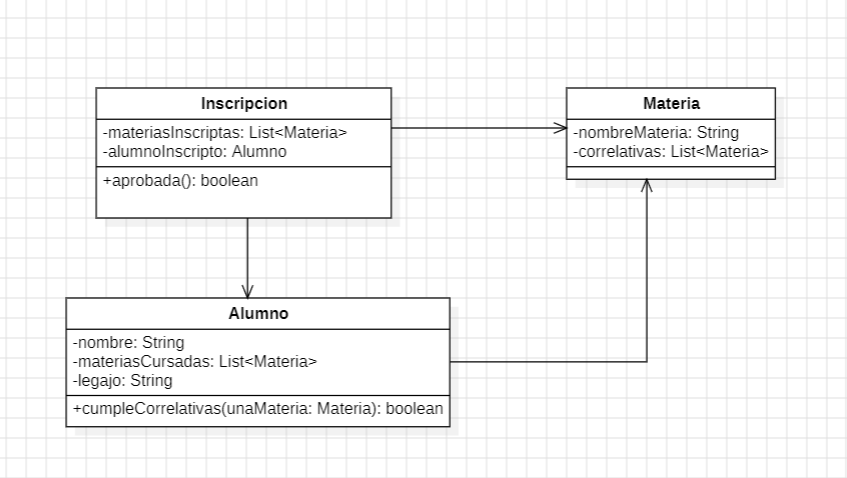 Inscripcion
-materiasInscriptas: List<Materia>
-alumnoInscripto: Alumno
+aprobada(): boolean
Materia
-nombreMateria: String
-correlativas: List<Materia>
Alumno
-nombre: String
-materiasCursadas: List<Materia>
-legajo: String
+cumpleCorrelativas(unaMateria: Materia): boolean